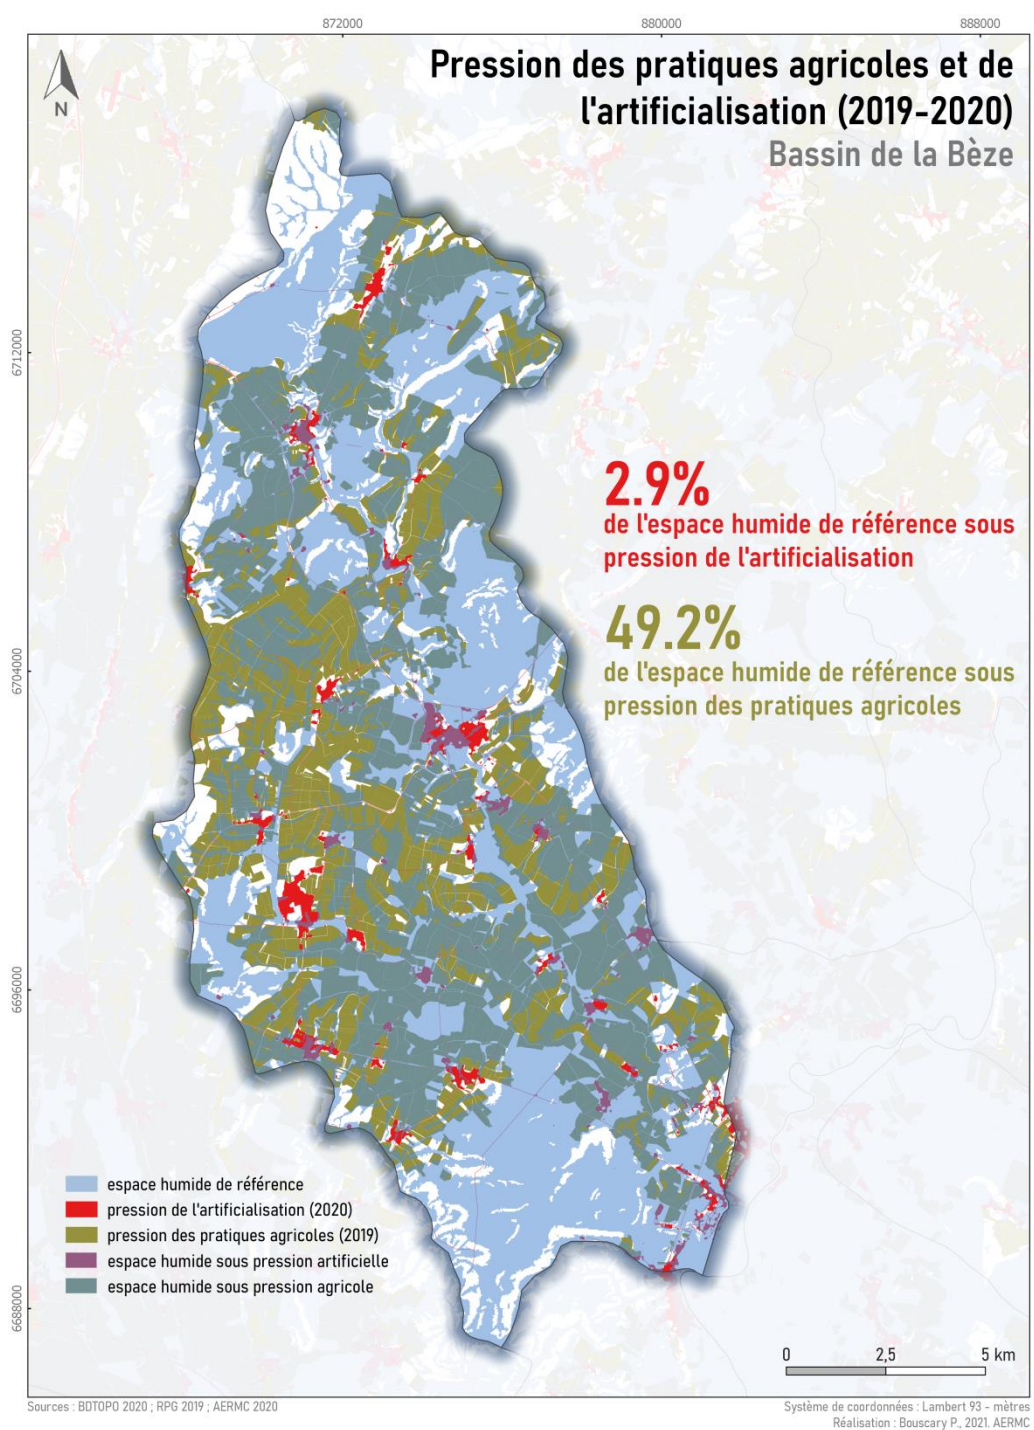 872000
880000
888000
Pression des pratiques agricoles et de
l'artificialisation (2019-2020)
Bassin de la Bèze
N
6712000
2.9%
de l'espace humide de référence sous
pression de l'artificialisation
49.2%
de l'espace humide de référence sous
pression des pratiques agricoles
6704000
6696000
espace humide de référence
pression de l'artificialisation (2020)
pression des pratiques agricoles (2019)
espace humide sous pression artificielle
espace humide sous pression agricole
6688000
0 2,5 5 km
Sources : BDTOPO 2020 ; RPG 2019 ; AERMC 2020
Système de coordonnées : Lambert 93 - mètres
Réalisation : Bouscary P., 2021. AERMC